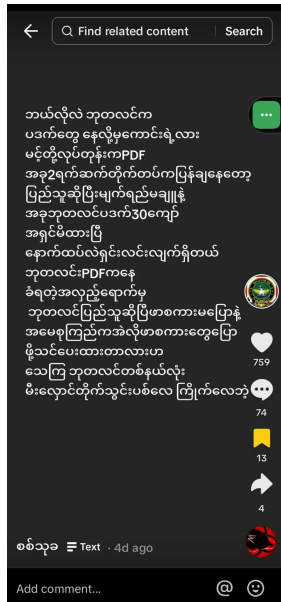 Find related content
Search
ဘယ်လိုလဲ ဘုတလင်က
ပဒက်တွေ နေလို့မှကောင်းရဲ့လား
မင့်တို့လုပ်တုန်းကPDF
အခု2ရက်ဆက်တိုက်တပ်ကပြန်ချနေတော့
ပြည်သူဆိုပြီးမျက်ရည်မချူနဲ့
အခုဘုတလင်ပဒက်30ကျော်
အရှင်မိထားပြီ
နောက်ထပ်လဲရှင်းလင်းလျက်ရှိတယ်
ဘုတလင်းPDFကနေ
ခံရတဲ့အလှည့်ရောက်မှ
ဘုတလင်ပြည်သူဆိုပြီဖာစကားမပြောနဲ့
အမေစုကြည်ကအဲလိုဖာစကားတွေပြော
ဖို့သင်ပေးထားတာလားဟ
သေကြ ဘုတလင်တစ်နယ်လုံး
မီးလှောင်တိုက်သွင်းပစ်လေ ကြိုက်လေဘဲ့
759
74
13
4
စစ်သုခ Text · 4d ago
Add comment...